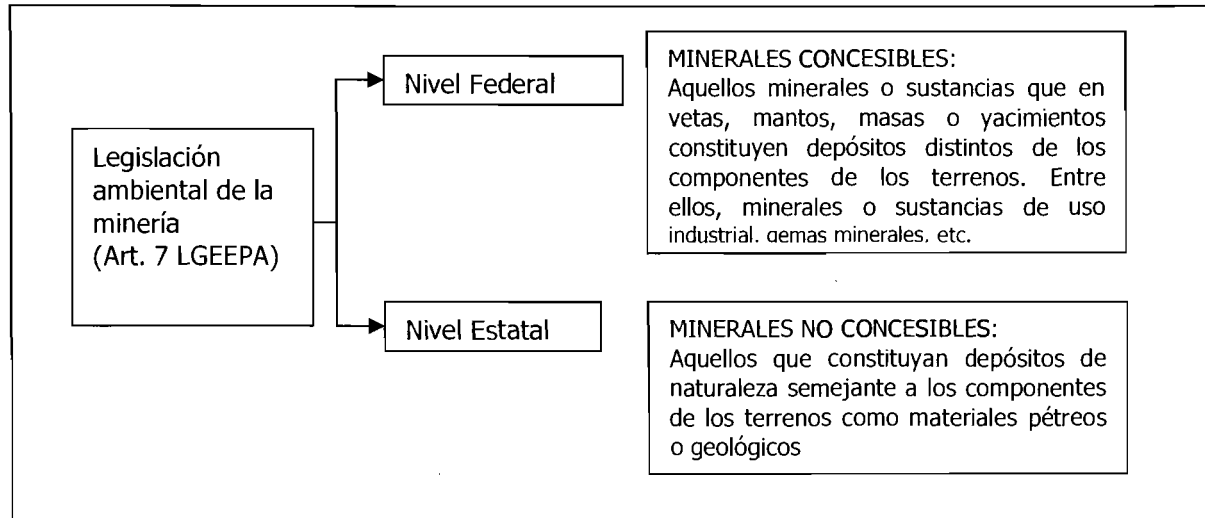 Legislación
ambiental de la
minería
(Art. 7 LGEEPA)
Nivel Federal
MINERALES CONCESIBLES:
Aquellos minerales o sustancias que en
vetas, mantos, masas o yacimientos
constituyen depósitos distintos de los
componentes de los terrenos. Entre
ellos, minerales o sustancias de uso
industrial, gemas minerales, etc.
Nivel Estatal
MINERALES NO CONCESIBLES:
Aquellos que constituyan depósitos de
naturaleza semejante a los componentes
de los terrenos como materiales pétreos
o geológicos